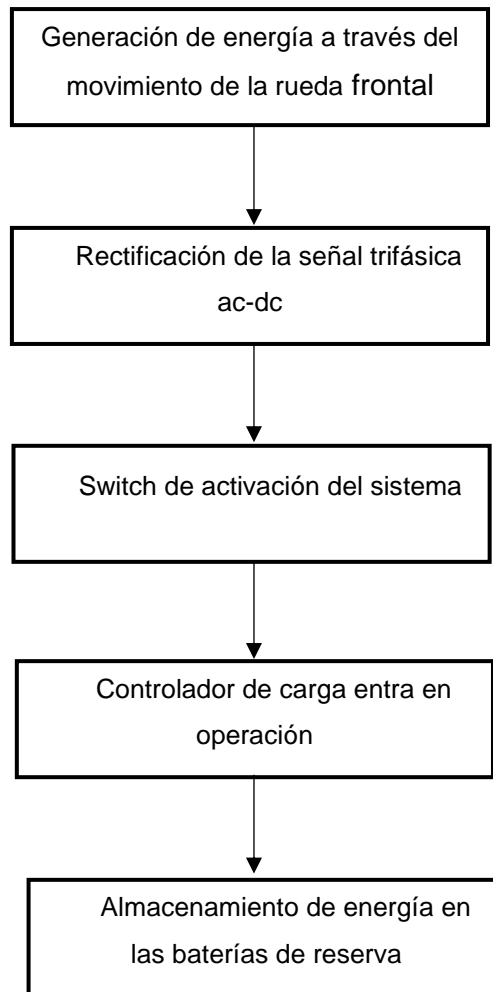 Generación de energía a través del
movimiento de la rueda frontal
Rectificación de la señal trifásica
ac-dc
Switch de activación del sistema
Controlador de carga entra en
operación
Almacenamiento de energía en
las baterías de reserva